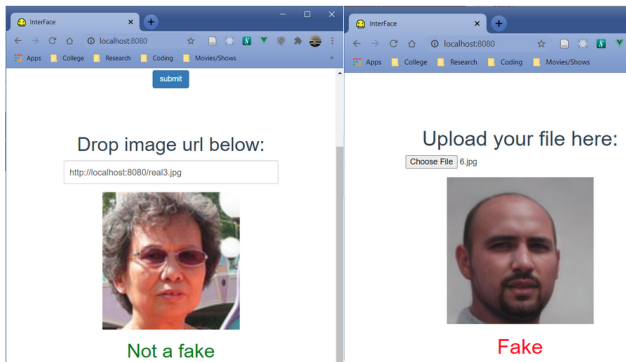 InterFace
localhost:8080
Apps College Research Coding Movies/Shows
submit
Drop image url below:
http://localhost:8080/real3.jpg
Not a fake
InterFace
localhost:8080
Apps College Research Coding Movies/Shows
Upload your file here:
Choose File 6.jpg
Fake